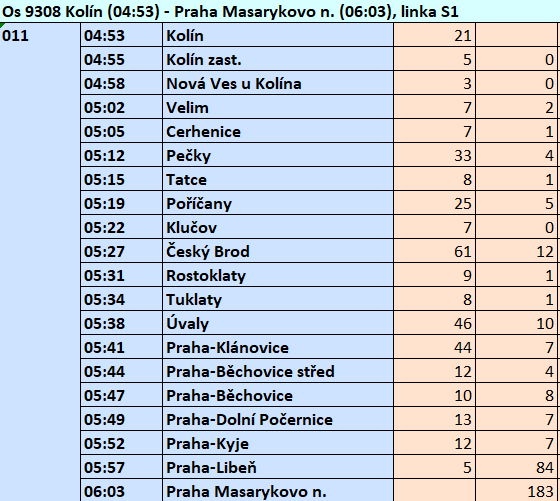 Os 9308 Kolín (04:53) - Praha Masarykovo n. (06:03), linka S1
011 04:53 Kolín 21
04:55 Kolín zast. 5 0
04:58 Nová Ves u Kolína 3 0
05:02 Velim 7 2
05:05 Cerhenice 7 1
05:12 Pečky 33 4
05:15 Tatce 8 1
05:19 Poříčany 25 5
05:22 Klučov 7 0
05:27 Český Brod 61 12
05:31 Rostoklaty 9 1
05:34 Tuklaty 8 1
05:38 Úvaly 46 10
05:41 Praha-Klánovice 44 7
05:44 Praha-Běchovice střed 12 4
05:47 Praha-Běchovice 10 8
05:49 Praha-Dolní Počernice 13 7
05:52 Praha-Kyje 12 7
05:57 Praha-Libeň 5 84
06:03 Praha Masarykovo n. 183